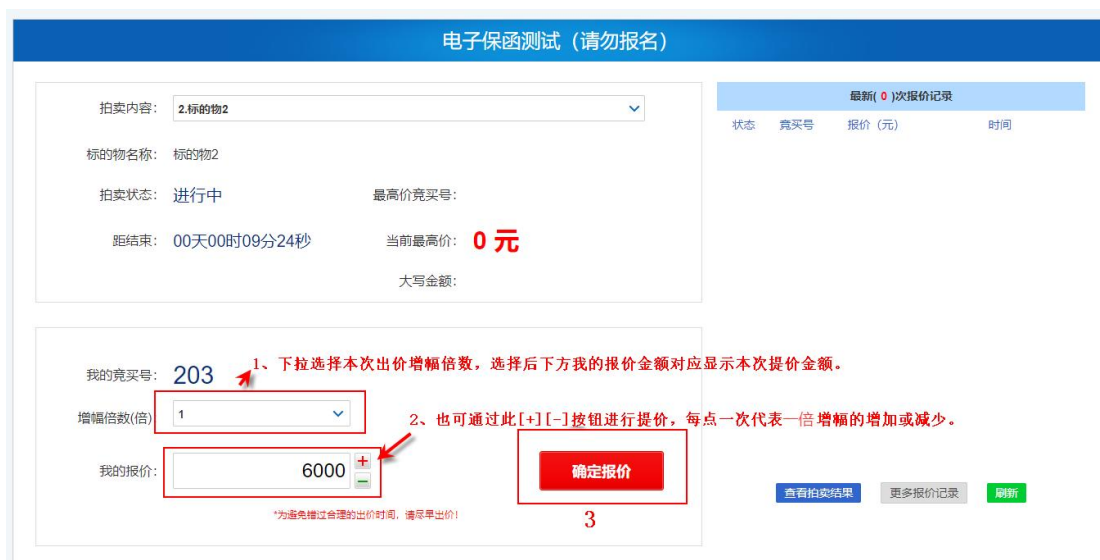 电子保函测试（请勿报名）
拍卖内容： 2.标的物2
标的物名称： 标的物2
拍卖状态： 进行中 最高价竞买号：
距结束： 00天00时09分24秒 当前最高价： 0 元
大写金额：
最新( 0 )次报价记录
状态 竞买号 报价（元） 时间
我的竞买号： 203
1、下拉选择本次出价增幅倍数，选择后下方我的报价金额对应显示本次提价金额。
增幅倍数(倍) 1
2、也可通过此[+][-]按钮进行提价，每点一次代表一倍增幅的增加或减少。
我的报价： 6000 + −
确定报价
*为避免错过合理的出价时间，请尽早出价！
3
查看拍卖结果 更多报价记录 刷新